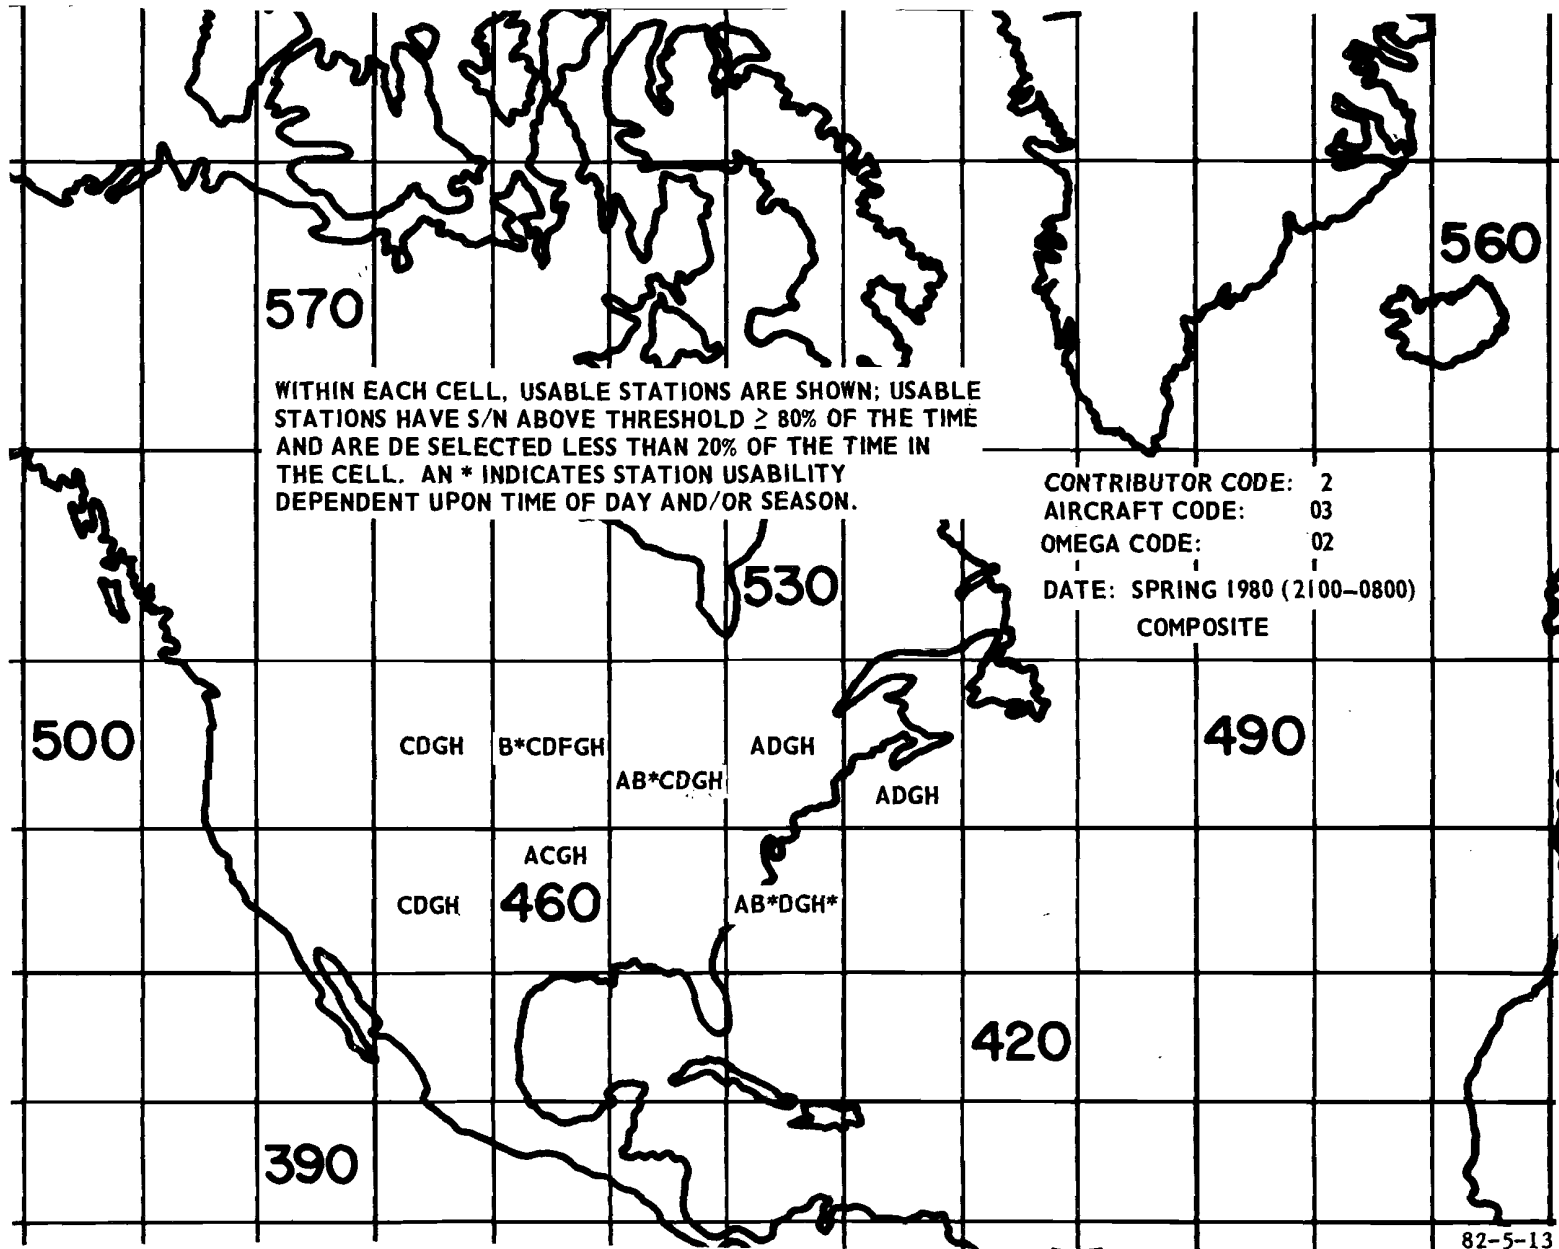 560
570
WITHIN EACH CELL, USABLE STATIONS ARE SHOWN; USABLE
STATIONS HAVE S/N ABOVE THRESHOLD ≥ 80% OF THE TIME
AND ARE DE SELECTED LESS THAN 20% OF THE TIME IN
THE CELL. AN * INDICATES STATION USABILITY
DEPENDENT UPON TIME OF DAY AND/OR SEASON.
CONTRIBUTOR CODE: 2
AIRCRAFT CODE: 03
OMEGA CODE: 02
DATE: SPRING 1980 (2100-0800)
COMPOSITE
530
500
CDGH
B*CDFGH
AB*CDGH
ADGH
ADGH
490
ACGH
CDGH
460
AB*DGH*
420
390
82-5-13